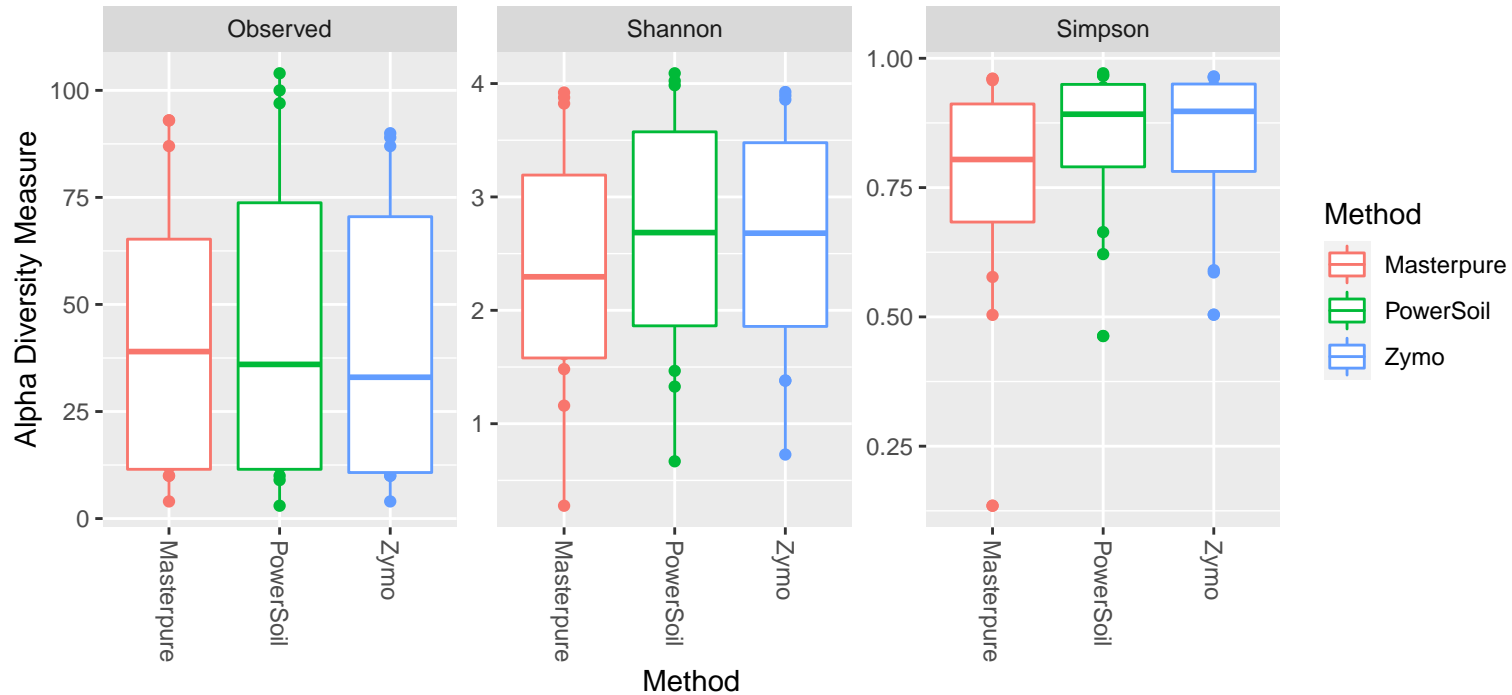 Observed
Shannon
Simpson
Alpha Diversity Measure
100
75
50
25
0
4
3
2
1
1.00
0.75
0.50
0.25
Masterpure
PowerSoil
Zymo
Masterpure
PowerSoil
Zymo
Masterpure
PowerSoil
Zymo
Method
Method
Masterpure
PowerSoil
Zymo